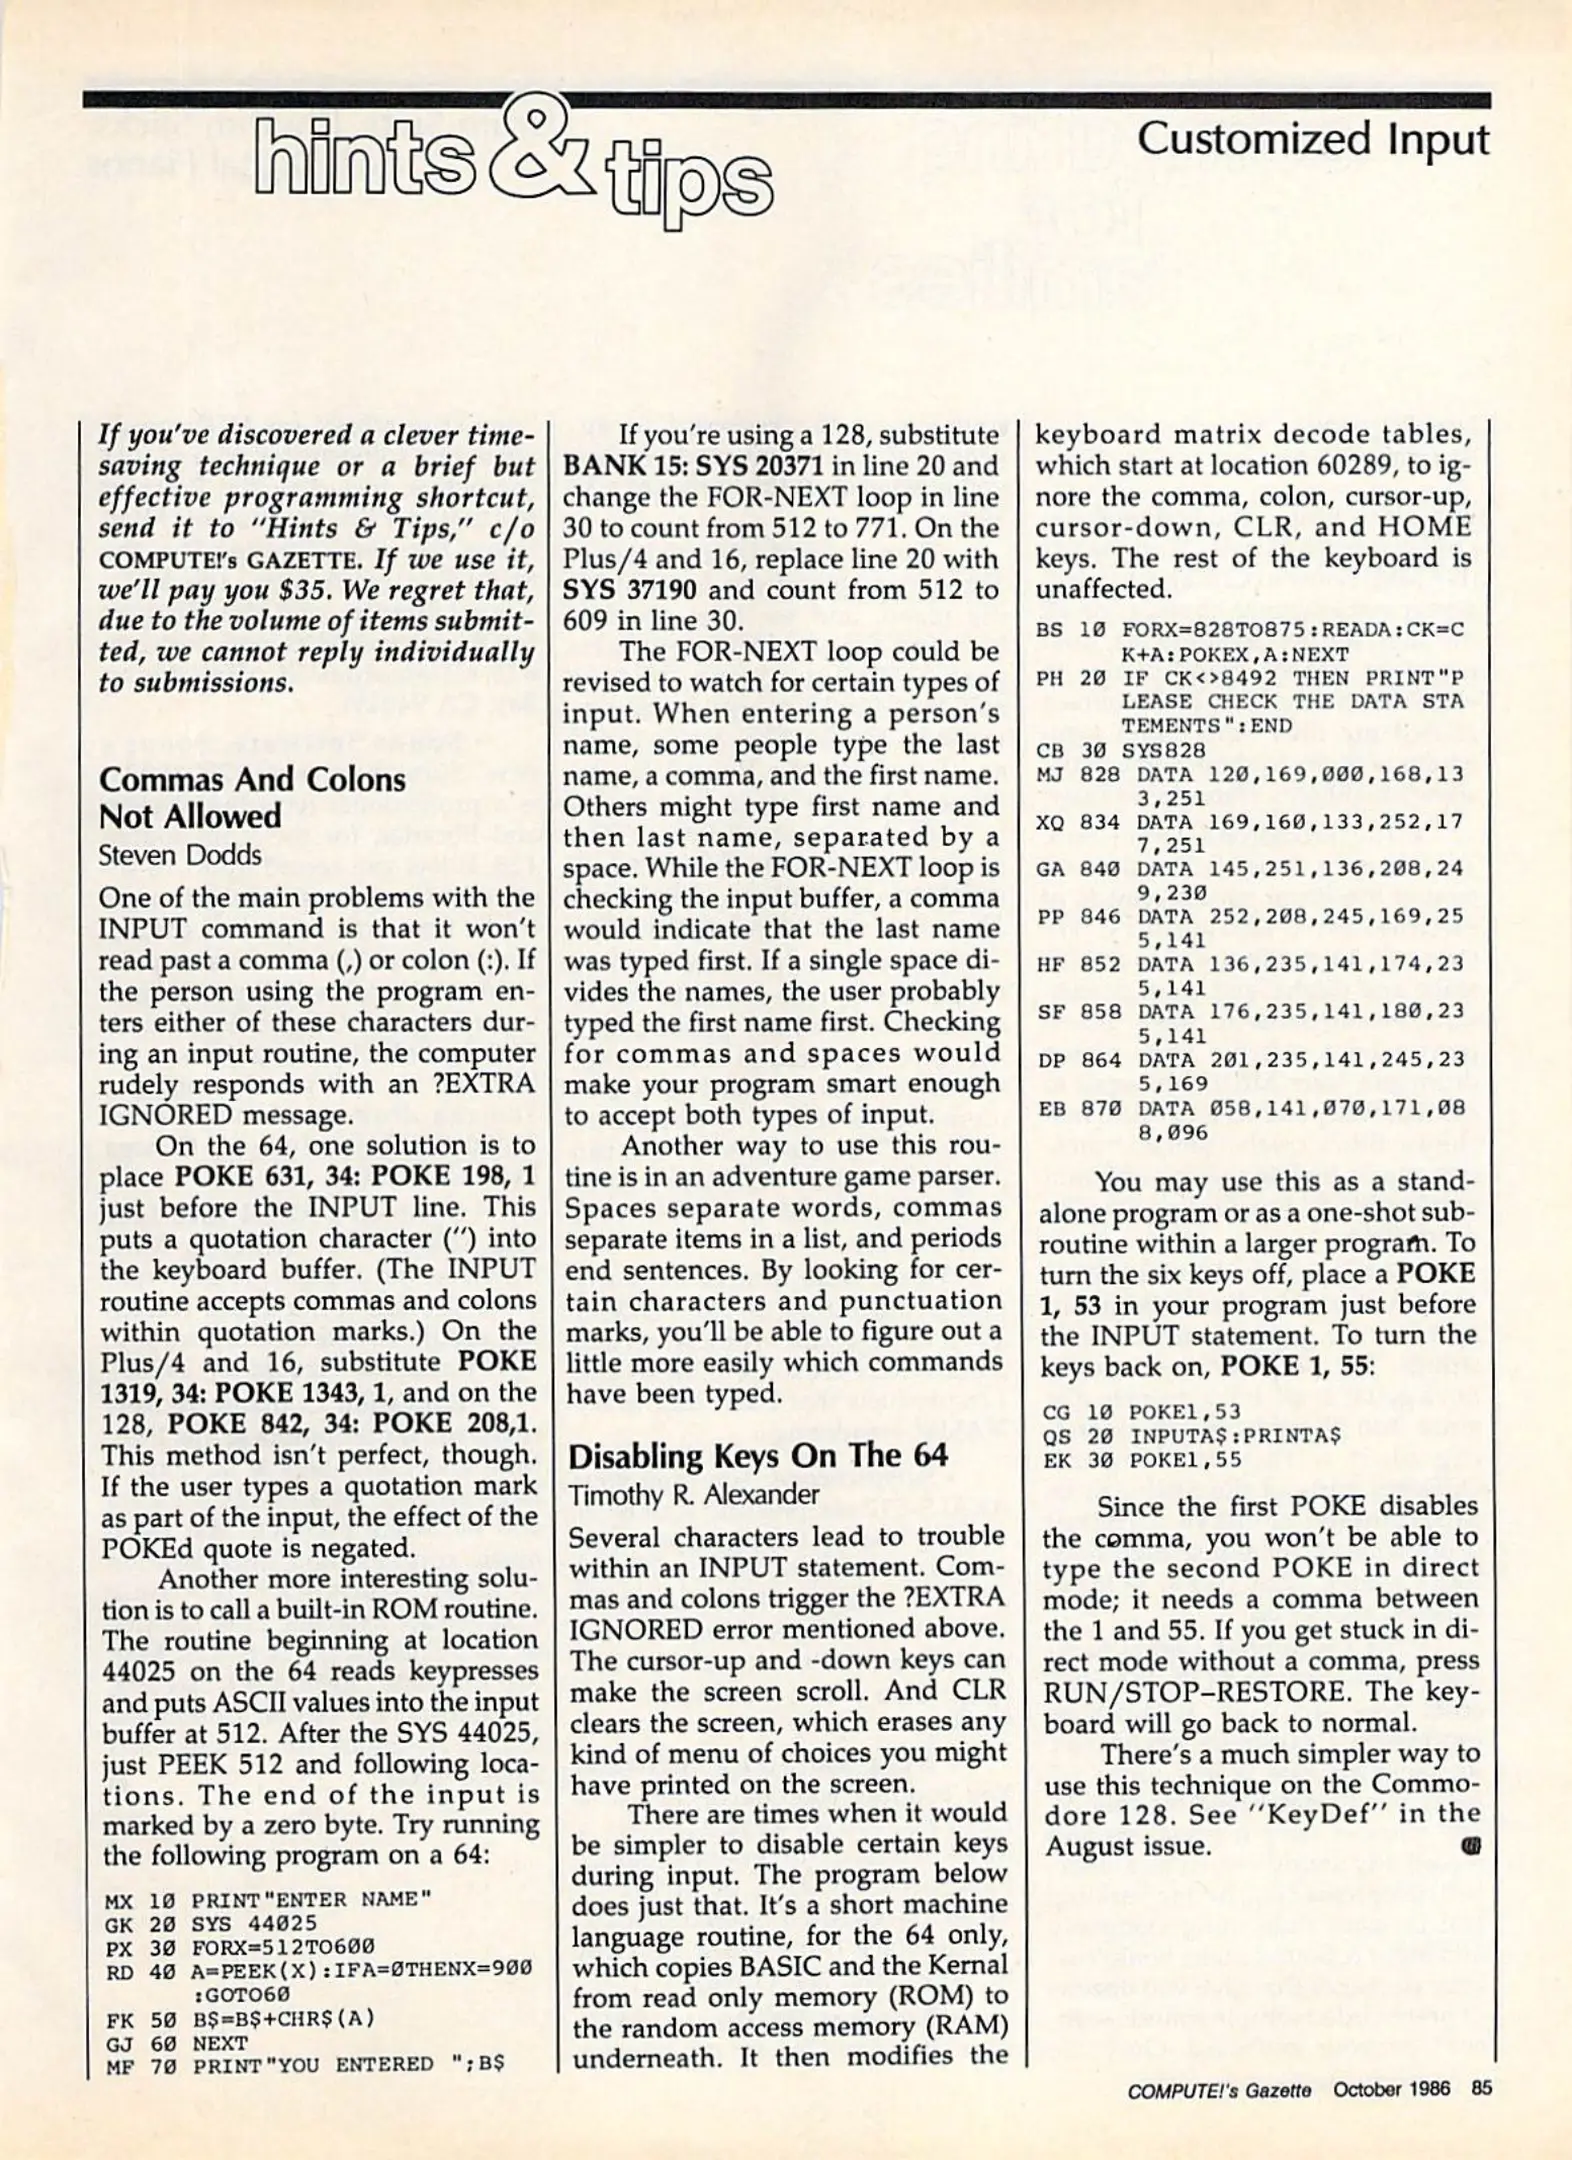 hints & tips
Customized Input
If you've discovered a clever time-
saving technique or a brief but
effective programming shortcut,
send it to "Hints & Tips," c/o
COMPUTE!'s GAZETTE. If we use it,
we'll pay you $35. We regret that,
due to the volume of items submit-
ted, we cannot reply individually
to submissions.
Commas And Colons
Not Allowed
Steven Dodds
One of the main problems with the
INPUT command is that it won't
read past a comma (,) or colon (:). If
the person using the program en-
ters either of these characters dur-
ing an input routine, the computer
rudely responds with an ?EXTRA
IGNORED message.
On the 64, one solution is to
place POKE 631, 34: POKE 198, 1
just before the INPUT line. This
puts a quotation character (") into
the keyboard buffer. (The INPUT
routine accepts commas and colons
within quotation marks.) On the
Plus/4 and 16, substitute POKE
1319, 34: POKE 1343, 1, and on the
128, POKE 842, 34: POKE 208,1.
This method isn't perfect, though.
If the user types a quotation mark
as part of the input, the effect of the
POKEd quote is negated.
Another more interesting solu-
tion is to call a built-in ROM routine.
The routine beginning at location
44025 on the 64 reads keypresses
and puts ASCII values into the input
buffer at 512. After the SYS 44025,
just PEEK 512 and following loca-
tions. The end of the input is
marked by a zero byte. Try running
the following program on a 64:
MX 10 PRINT"ENTER NAME"
GK 20 SYS 44025
PX 30 FORX=512TO600
RD 40 A=PEEK(X):IFA=0THENX=900
:GOTO60
FK 50 B$=B$+CHR$(A)
GJ 60 NEXT
MF 70 PRINT"YOU ENTERED ";B$
If you're using a 128, substitute
BANK 15: SYS 20371 in line 20 and
change the FOR-NEXT loop in line
30 to count from 512 to 771. On the
Plus/4 and 16, replace line 20 with
SYS 37190 and count from 512 to
609 in line 30.
The FOR-NEXT loop could be
revised to watch for certain types of
input. When entering a person's
name, some people type the last
name, a comma, and the first name.
Others might type first name and
then last name, separated by a
space. While the FOR-NEXT loop is
checking the input buffer, a comma
would indicate that the last name
was typed first. If a single space di-
vides the names, the user probably
typed the first name first. Checking
for commas and spaces would
make your program smart enough
to accept both types of input.
Another way to use this rou-
tine is in an adventure game parser.
Spaces separate words, commas
separate items in a list, and periods
end sentences. By looking for cer-
tain characters and punctuation
marks, you'll be able to figure out a
little more easily which commands
have been typed.
Disabling Keys On The 64
Timothy R. Alexander
Several characters lead to trouble
within an INPUT statement. Com-
mas and colons trigger the ?EXTRA
IGNORED error mentioned above.
The cursor-up and -down keys can
make the screen scroll. And CLR
clears the screen, which erases any
kind of menu of choices you might
have printed on the screen.
There are times when it would
be simpler to disable certain keys
during input. The program below
does just that. It's a short machine
language routine, for the 64 only,
which copies BASIC and the Kernal
from read only memory (ROM) to
the random access memory (RAM)
underneath. It then modifies the
keyboard matrix decode tables,
which start at location 60289, to ig-
nore the comma, colon, cursor-up,
cursor-down, CLR, and HOME
keys. The rest of the keyboard is
unaffected.
BS 10 FORX=828TO875:READA:CK=C
K+A:POKEX,A:NEXT
PH 20 IF CK<>8492 THEN PRINT"P
LEASE CHECK THE DATA STA
TEMENTS":END
CB 30 SYS828
MJ 828 DATA 120,169,000,168,13
3,251
XQ 834 DATA 169,160,133,252,17
7,251
GA 840 DATA 145,251,136,208,24
9,230
PP 846 DATA 252,208,245,169,25
5,141
HF 852 DATA 136,235,141,174,23
5,141
SF 858 DATA 176,235,141,180,23
5,141
DP 864 DATA 201,235,141,245,23
5,169
EB 870 DATA 058,141,070,171,08
8,096
You may use this as a stand-
alone program or as a one-shot sub-
routine within a larger program. To
turn the six keys off, place a POKE
1, 53 in your program just before
the INPUT statement. To turn the
keys back on, POKE 1, 55:
CG 10 POKE1,53
QS 20 INPUTA$:PRINTA$
EK 30 POKE1,55
Since the first POKE disables
the comma, you won't be able to
type the second POKE in direct
mode; it needs a comma between
the 1 and 55. If you get stuck in di-
rect mode without a comma, press
RUN/STOP–RESTORE. The key-
board will go back to normal.
There's a much simpler way to
use this technique on the Commo-
dore 128. See "KeyDef" in the
August issue.
COMPUTE!'s Gazette October 1986 85